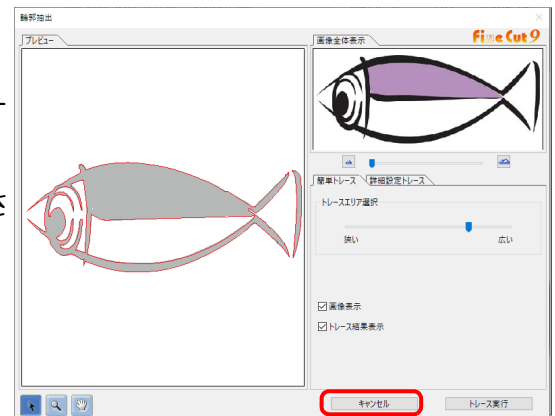 輪郭抽出
プレビュー
画像全体表示
Fine Cut 9
簡単トレース
詳細設定トレース
トレースエリア選択
狭い
広い
画像表示
トレース結果表示
キャンセル
トレース実行